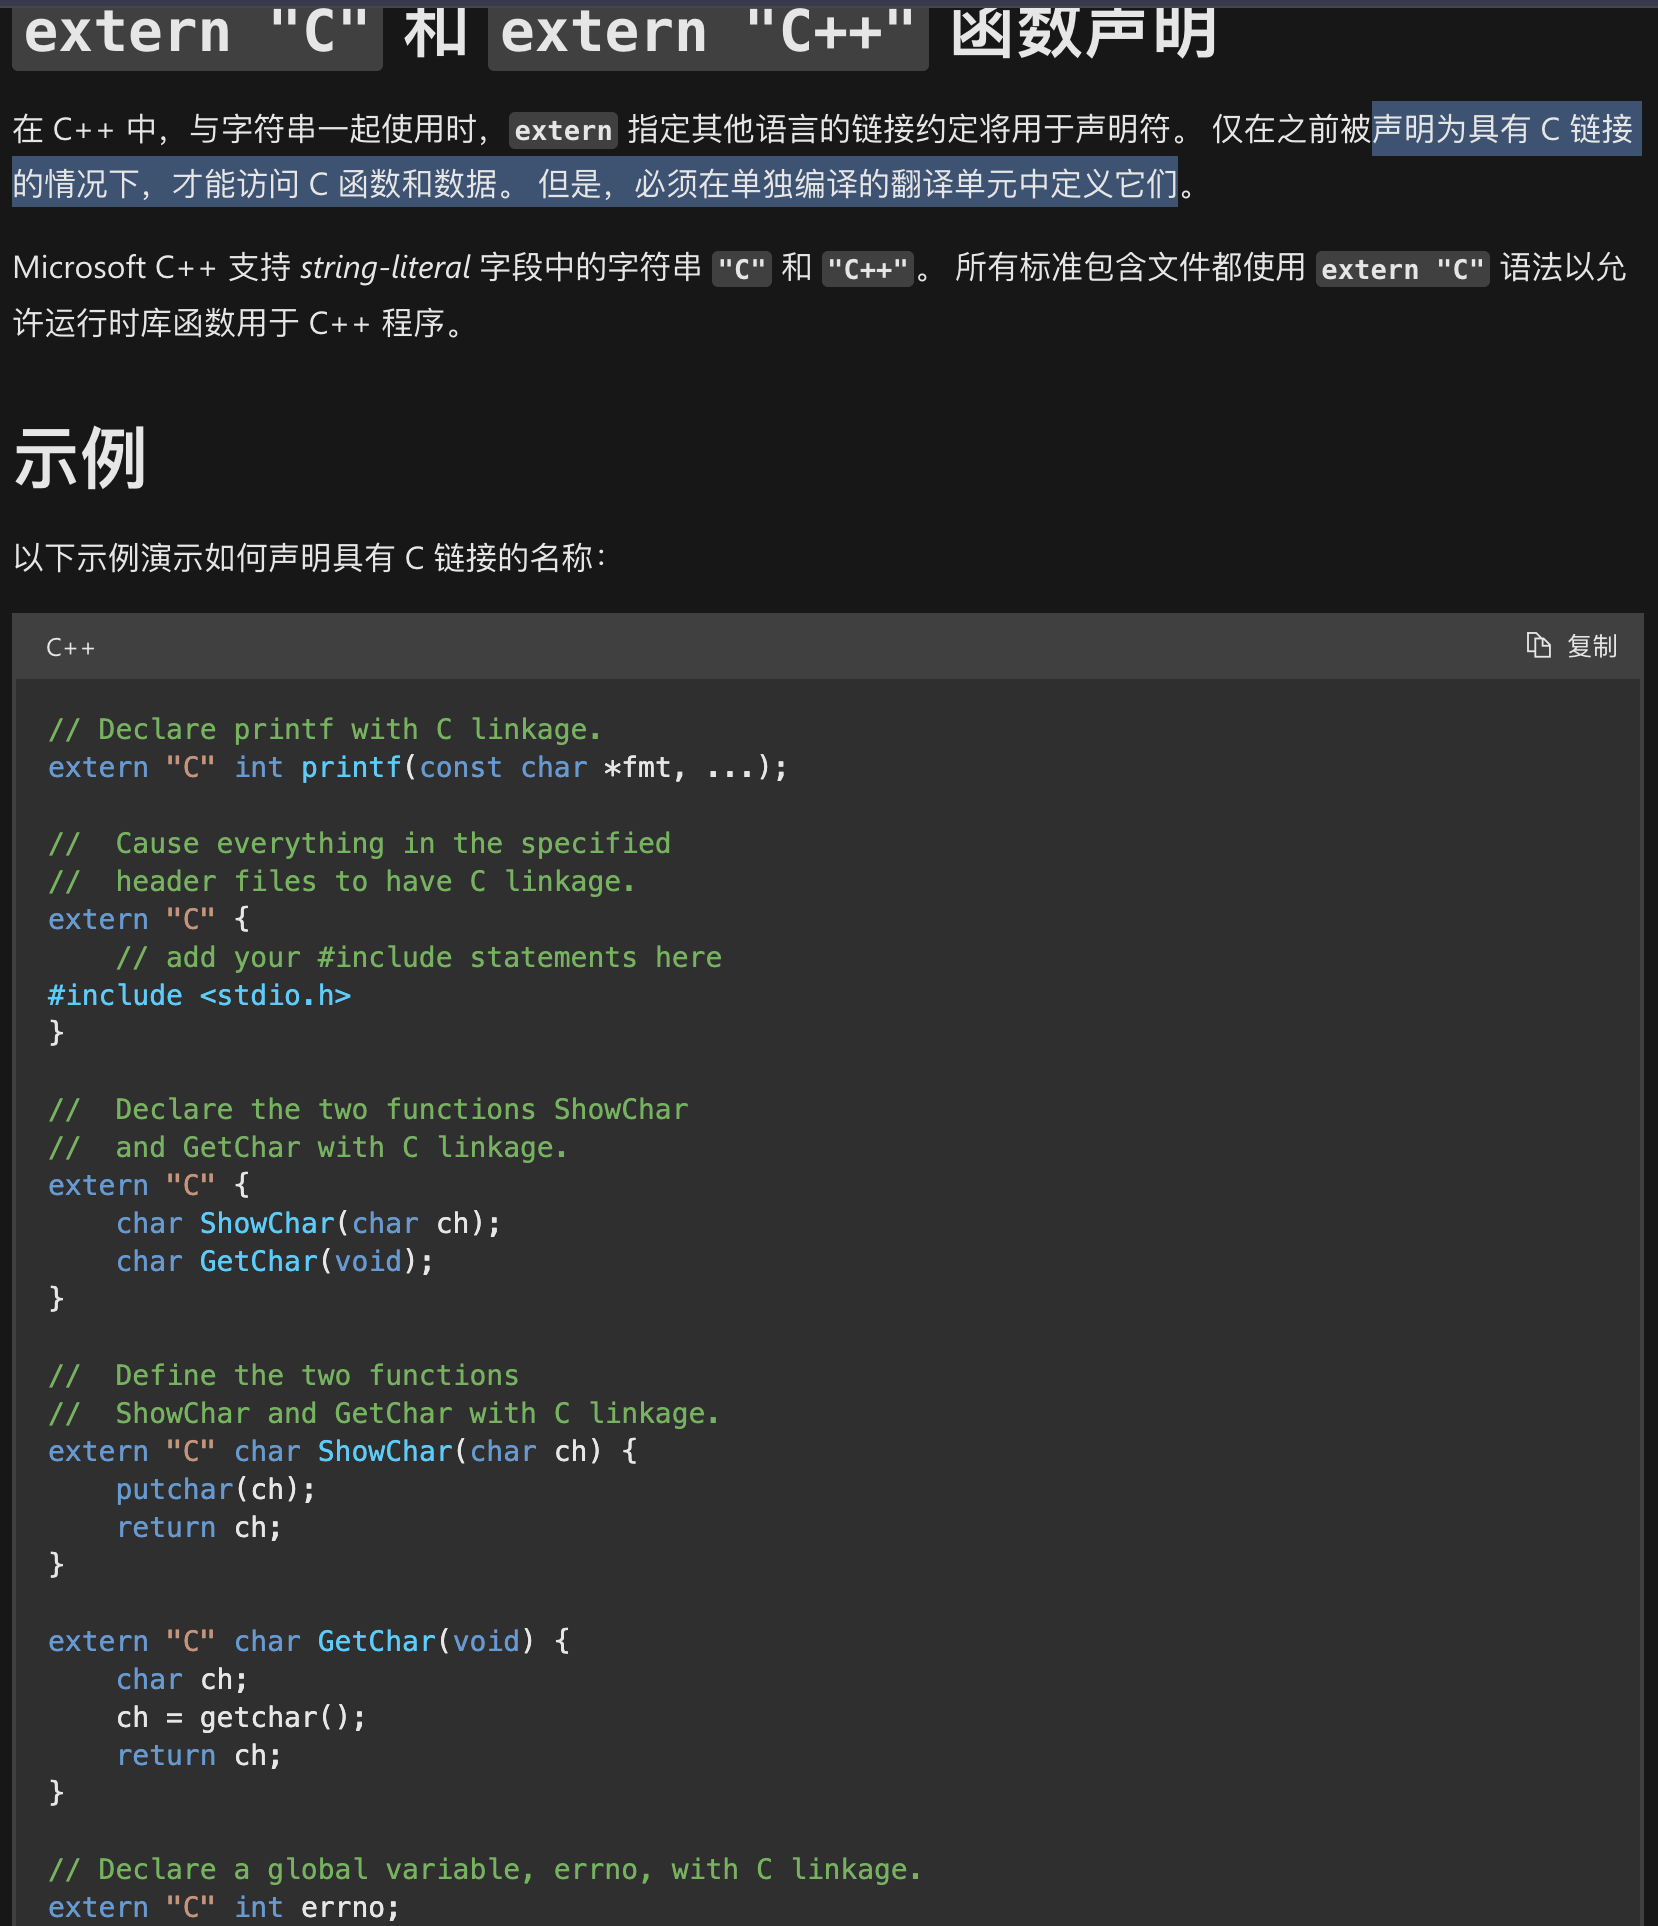 extern "C" 和 extern "C++" 函数声明
在 C++ 中，与字符串一起使用时，extern 指定其他语言的链接约定将用于声明符。 仅在之前被声明为具有 C 链接
的情况下，才能访问 C 函数和数据。 但是，必须在单独编译的翻译单元中定义它们。
Microsoft C++ 支持 string-literal 字段中的字符串 "C" 和 "C++"。 所有标准包含文件都使用 extern "C" 语法以允
许运行时库函数用于 C++ 程序。
示例
以下示例演示如何声明具有 C 链接的名称：
C++ 复制
// Declare printf with C linkage.
extern "C" int printf(const char *fmt, ...);
//  Cause everything in the specified
//  header files to have C linkage.
extern "C" {
    // add your #include statements here
#include <stdio.h>
}
//  Declare the two functions ShowChar
//  and GetChar with C linkage.
extern "C" {
    char ShowChar(char ch);
    char GetChar(void);
}
//  Define the two functions
//  ShowChar and GetChar with C linkage.
extern "C" char ShowChar(char ch) {
    putchar(ch);
    return ch;
}
extern "C" char GetChar(void) {
    char ch;
    ch = getchar();
    return ch;
}
// Declare a global variable, errno, with C linkage.
extern "C" int errno;